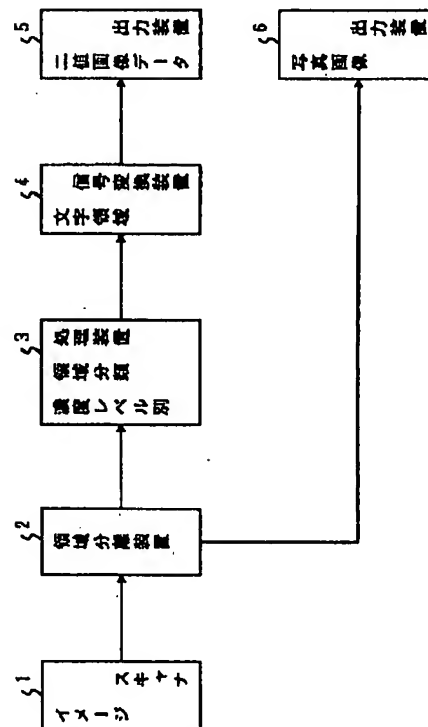 1
イメージ
スキャナ
2
領域分離装置
3
濃度レベル別
領域分類
処理装置
4
文字領域
信号変換装置
5
二値画像データ
出力装置
6
写真画像
出力装置